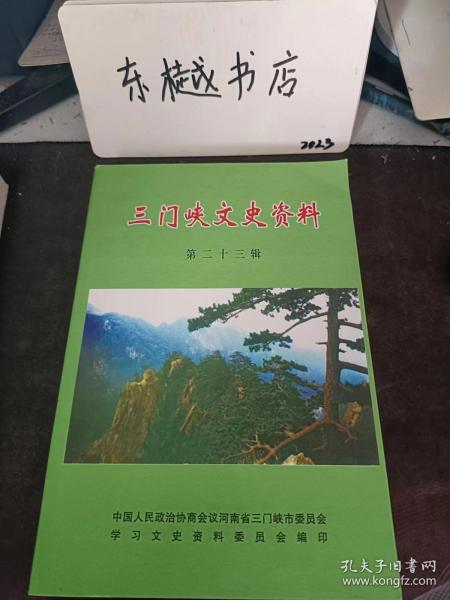 东樾书店
2023
三门峡文史资料
第二十三辑
中国人民政治协商会议河南省三门峡市委员会
学习文史资料委员会编印
孔夫子旧书网
www.kongfz.com